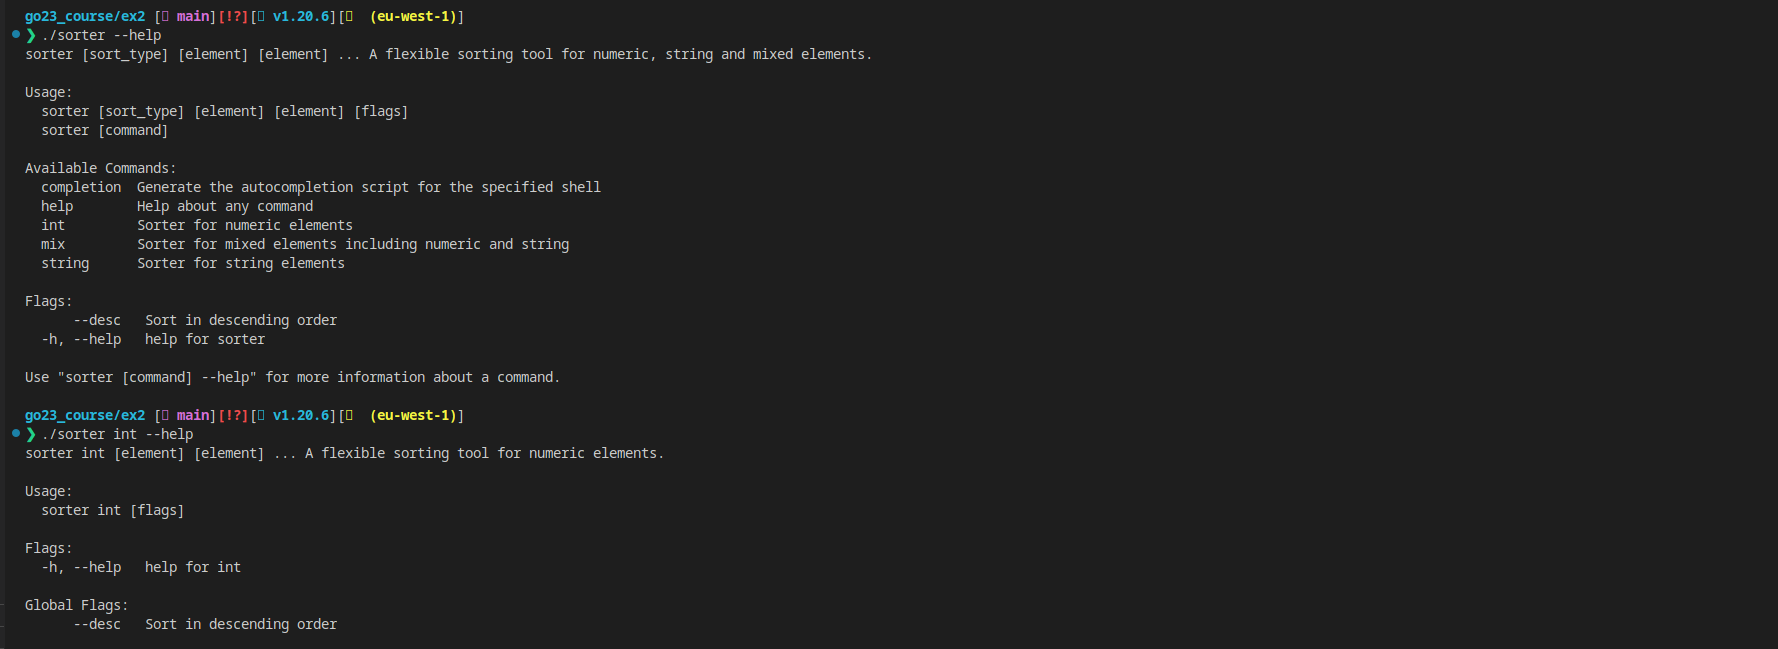 go23_course/ex2 [ main][!?][ v1.20.6][  (eu-west-1)]
❯ ./sorter --help
sorter [sort_type] [element] [element] ... A flexible sorting tool for numeric, string and mixed elements.
Usage:
  sorter [sort_type] [element] [element] [flags]
  sorter [command]
Available Commands:
  completion  Generate the autocompletion script for the specified shell
  help        Help about any command
  int         Sorter for numeric elements
  mix         Sorter for mixed elements including numeric and string
  string      Sorter for string elements
Flags:
      --desc   Sort in descending order
  -h, --help   help for sorter
Use "sorter [command] --help" for more information about a command.
go23_course/ex2 [ main][!?][ v1.20.6][  (eu-west-1)]
❯ ./sorter int --help
sorter int [element] [element] ... A flexible sorting tool for numeric elements.
Usage:
  sorter int [flags]
Flags:
  -h, --help   help for int
Global Flags:
      --desc   Sort in descending order